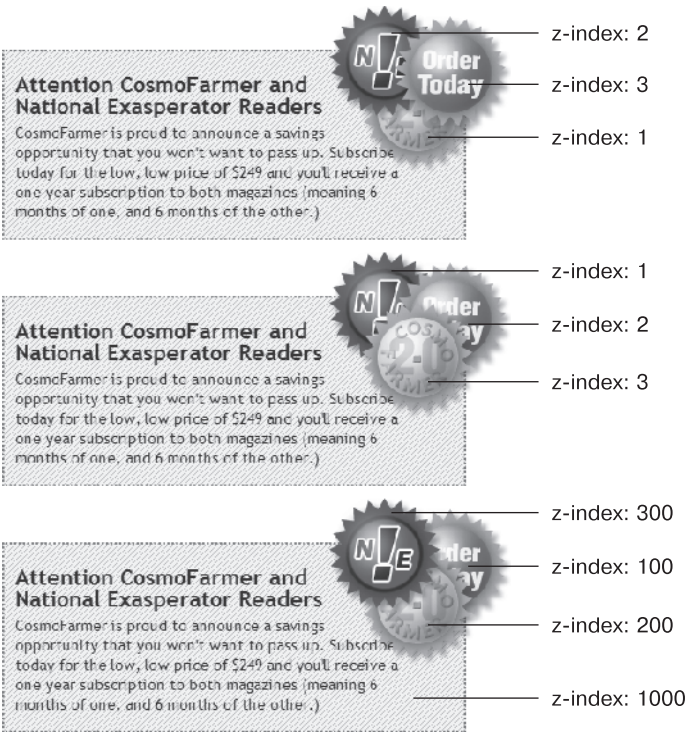 N!
Order
Today
FARMER
z-index: 2
z-index: 3
z-index: 1
Attention CosmoFarmer and
National Exasperator Readers
CosmoFarmer is proud to announce a savings
opportunity that you won't want to pass up. Subscribe
today for the low, low price of $249 and you'll receive a
one year subscription to both magazines (meaning 6
months of one, and 6 months of the other.)
N!
Order
COSMO
2.0
FARMER
z-index: 1
z-index: 2
z-index: 3
Attention CosmoFarmer and
National Exasperator Readers
CosmoFarmer is proud to announce a savings
opportunity that you won't want to pass up. Subscribe
today for the low, low price of $249 and you'll receive a
one year subscription to both magazines (meaning 6
months of one, and 6 months of the other.)
N!E
z-index: 300
z-index: 100
z-index: 200
z-index: 1000
Attention CosmoFarmer and
National Exasperator Readers
CosmoFarmer is proud to announce a savings
opportunity that you won't want to pass up. Subscribe
today for the low, low price of $249 and you'll receive a
one year subscription to both magazines (meaning 6
months of one, and 6 months of the other.)